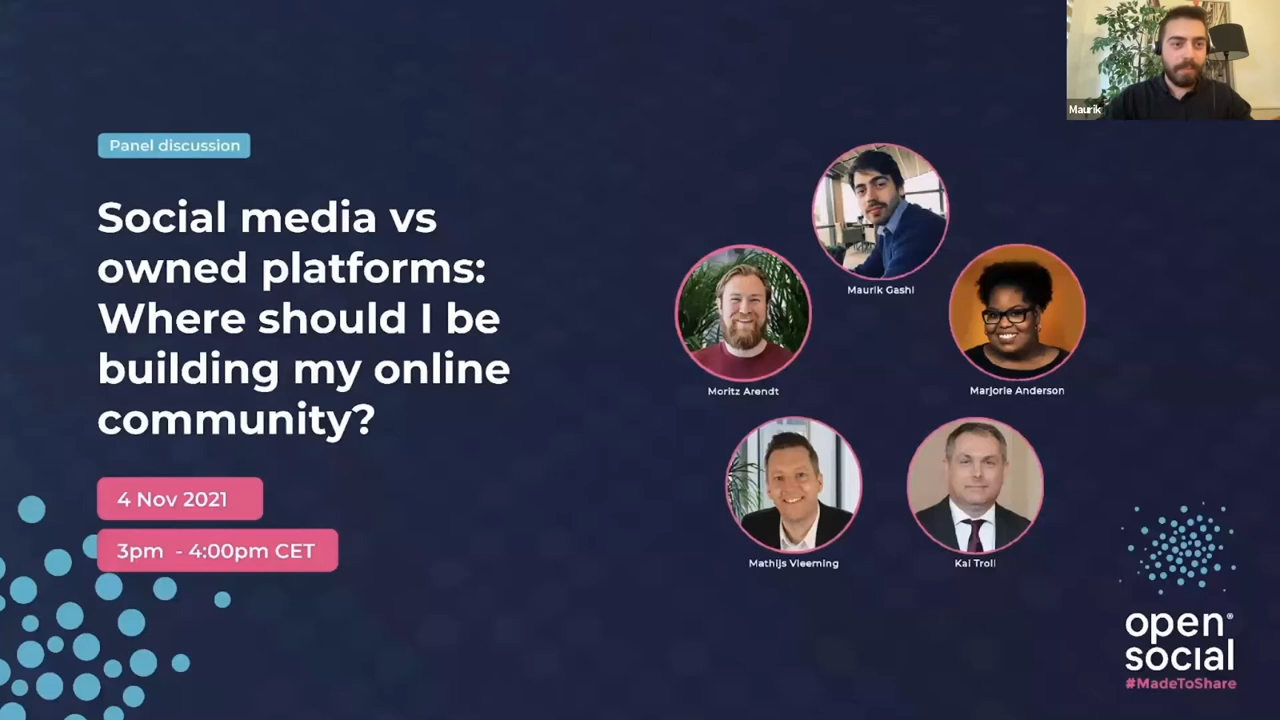 Maurik
Panel discussion
Social media vs
owned platforms:
Where should I be
building my online
community?
4 Nov 2021
3pm - 4:00pm CET
Maurik Gashi
Moritz Arendt
Marjorie Anderson
Mathijs Vleeming
Kai Troll
open®
social
#MadeToShare